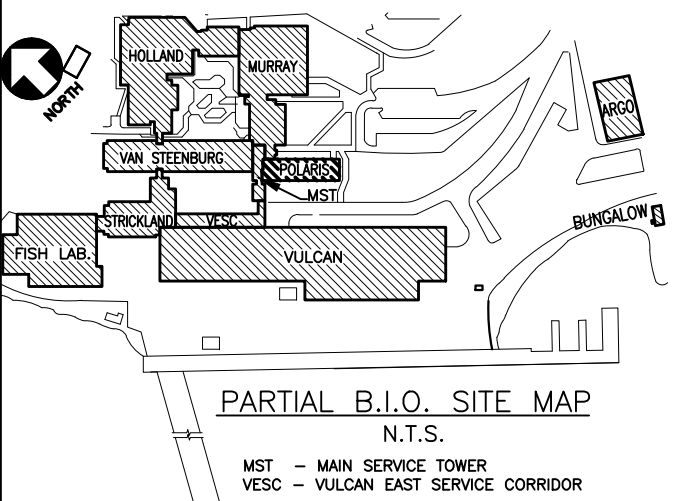 HOLLAND
MURRAY
NORTH
ARGO
VAN STEENBURG
POLARIS
MST
STRICKLAND
VESC
BUNGALOW
FISH LAB.
VULCAN
PARTIAL B.I.O. SITE MAP
N.T.S.
MST – MAIN SERVICE TOWER
VESC – VULCAN EAST SERVICE CORRIDOR